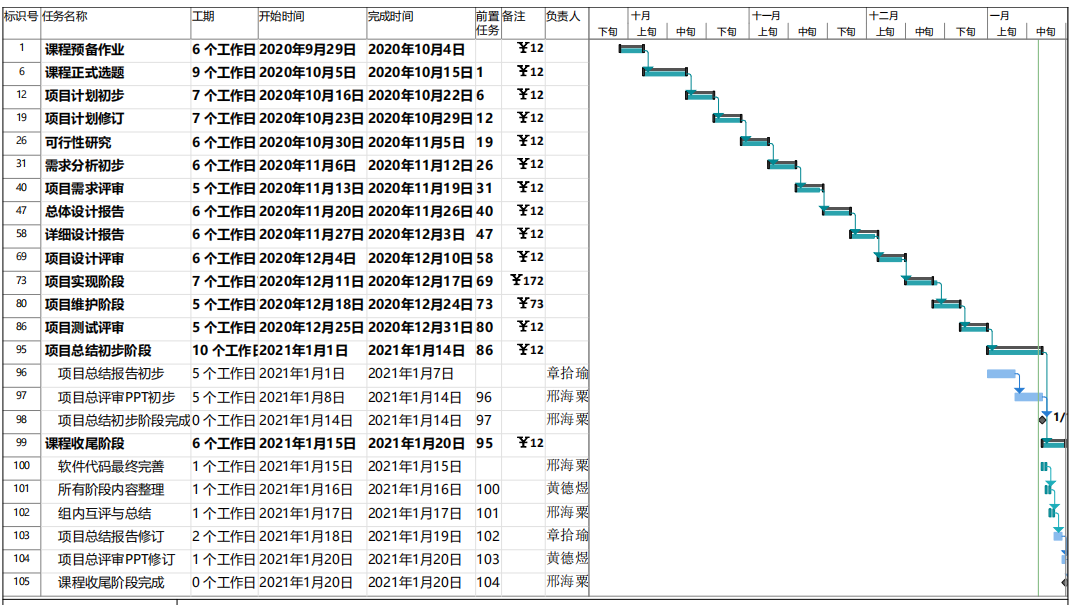 标识号 任务名称 工期 开始时间 完成时间 前置任务 备注 负责人 十月 十一月 十二月 一月
下旬 上旬 中旬 下旬 上旬 中旬 下旬 上旬 中旬 下旬 上旬 中旬
1 课程预备作业 6 个工作日 2020年9月29日 2020年10月4日 ¥12
6 课程正式选题 9 个工作日 2020年10月5日 2020年10月15日 1 ¥12
12 项目计划初步 7 个工作日 2020年10月16日 2020年10月22日 6 ¥12
19 项目计划修订 7 个工作日 2020年10月23日 2020年10月29日 12 ¥12
26 可行性研究 6 个工作日 2020年10月30日 2020年11月5日 19 ¥12
31 需求分析初步 6 个工作日 2020年11月6日 2020年11月12日 26 ¥12
40 项目需求评审 5 个工作日 2020年11月13日 2020年11月19日 31 ¥12
47 总体设计报告 6 个工作日 2020年11月20日 2020年11月26日 40 ¥12
58 详细设计报告 6 个工作日 2020年11月27日 2020年12月3日 47 ¥12
69 项目设计评审 6 个工作日 2020年12月4日 2020年12月10日 58 ¥12
73 项目实现阶段 7 个工作日 2020年12月11日 2020年12月17日 69 ¥172
80 项目维护阶段 5 个工作日 2020年12月18日 2020年12月24日 73 ¥73
86 项目测试评审 5 个工作日 2020年12月25日 2020年12月31日 80 ¥12
95 项目总结初步阶段 10 个工作日 2021年1月1日 2021年1月14日 86 ¥12
96 项目总结报告初步 5 个工作日 2021年1月1日 2021年1月7日 章拾瑜
97 项目总评审PPT初步 5 个工作日 2021年1月8日 2021年1月14日 96 邢海粟
98 项目总结初步阶段完成 0 个工作日 2021年1月14日 2021年1月14日 97 邢海粟 1/
99 课程收尾阶段 6 个工作日 2021年1月15日 2021年1月20日 95 ¥12
100 软件代码最终完善 1 个工作日 2021年1月15日 2021年1月15日 邢海粟
101 所有阶段内容整理 1 个工作日 2021年1月16日 2021年1月16日 100 黄德煜
102 组内互评与总结 1 个工作日 2021年1月17日 2021年1月17日 101 邢海粟
103 项目总结报告修订 2 个工作日 2021年1月18日 2021年1月19日 102 章拾瑜
104 项目总评审PPT修订 1 个工作日 2021年1月20日 2021年1月20日 103 黄德煜
105 课程收尾阶段完成 0 个工作日 2021年1月20日 2021年1月20日 104 邢海粟